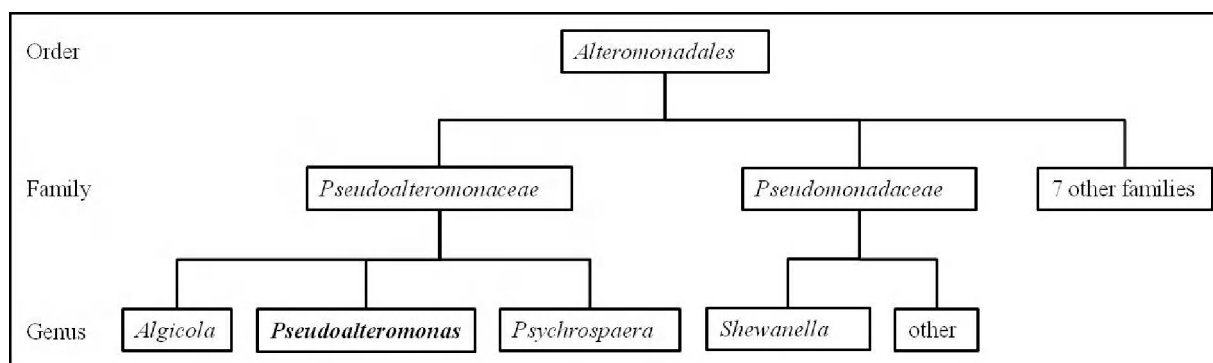 Order
Alteromonadales
Family
Pseudoalteromonaceae
Pseudomonadaceae
7 other families
Genus
Algicola
Pseudoalteromonas
Psychrospaera
Shewanella
other